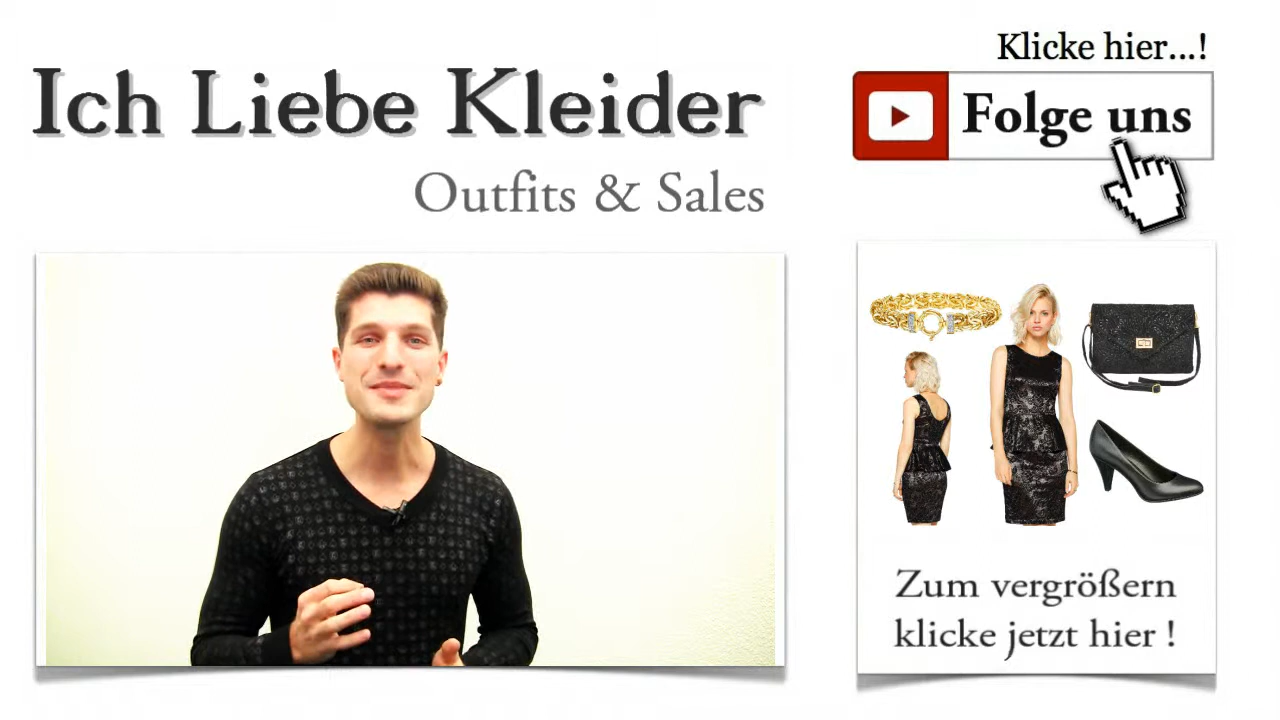 Ich Liebe Kleider
Outfits & Sales
Klicke hier...!
Folge uns
Zum vergrößern
klicke jetzt hier !